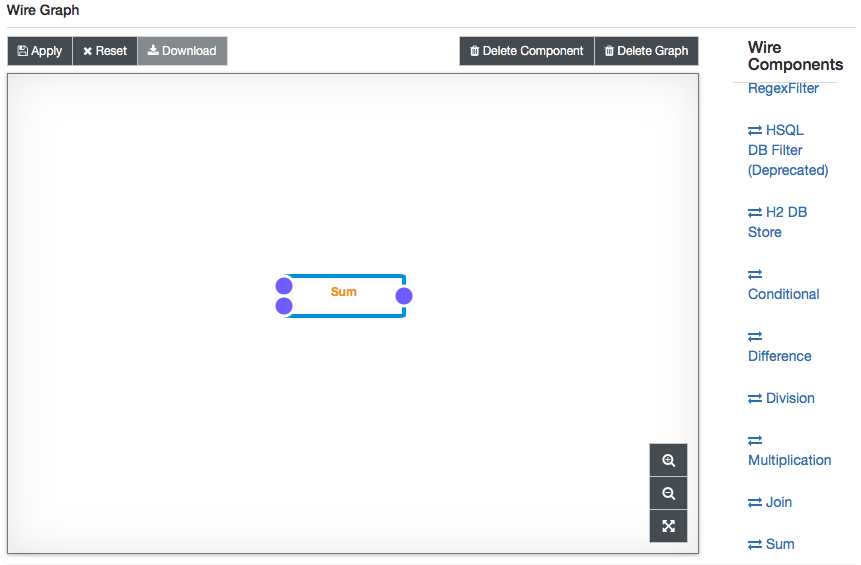 Wire Graph
Apply
Reset
Download
Delete Component
Delete Graph
Wire
Components
RegexFilter
HSQL
DB Filter
(Deprecated)
H2 DB
Store
Conditional
Difference
Division
Multiplication
Join
Sum
Sum